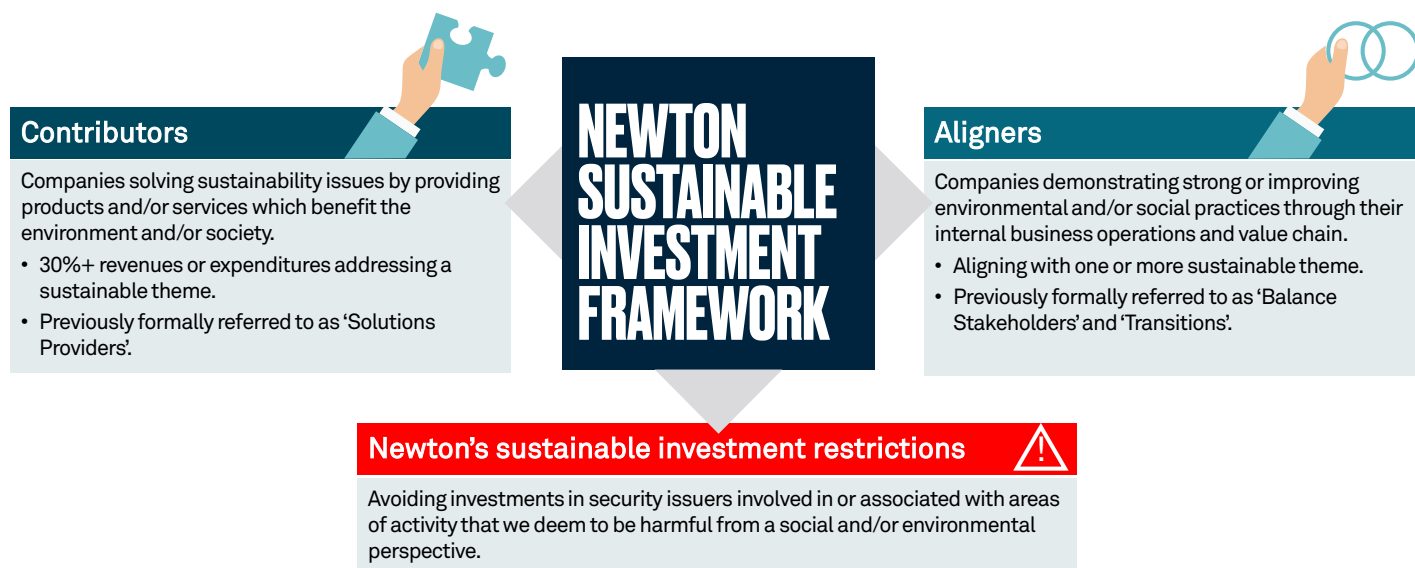 Contributors
Companies solving sustainability issues by providing
products and/or services which benefit the
environment and/or society.
• 30%+ revenues or expenditures addressing a
sustainable theme.
• Previously formally referred to as ‘Solutions
Providers’.
NEWTON
SUSTAINABLE
INVESTMENT
FRAMEWORK
Aligners
Companies demonstrating strong or improving
environmental and/or social practices through their
internal business operations and value chain.
• Aligning with one or more sustainable theme.
• Previously formally referred to as ‘Balance
Stakeholders’ and ‘Transitions’.
Newton’s sustainable investment restrictions
Avoiding investments in security issuers involved in or associated with areas
of activity that we deem to be harmful from a social and/or environmental
perspective.